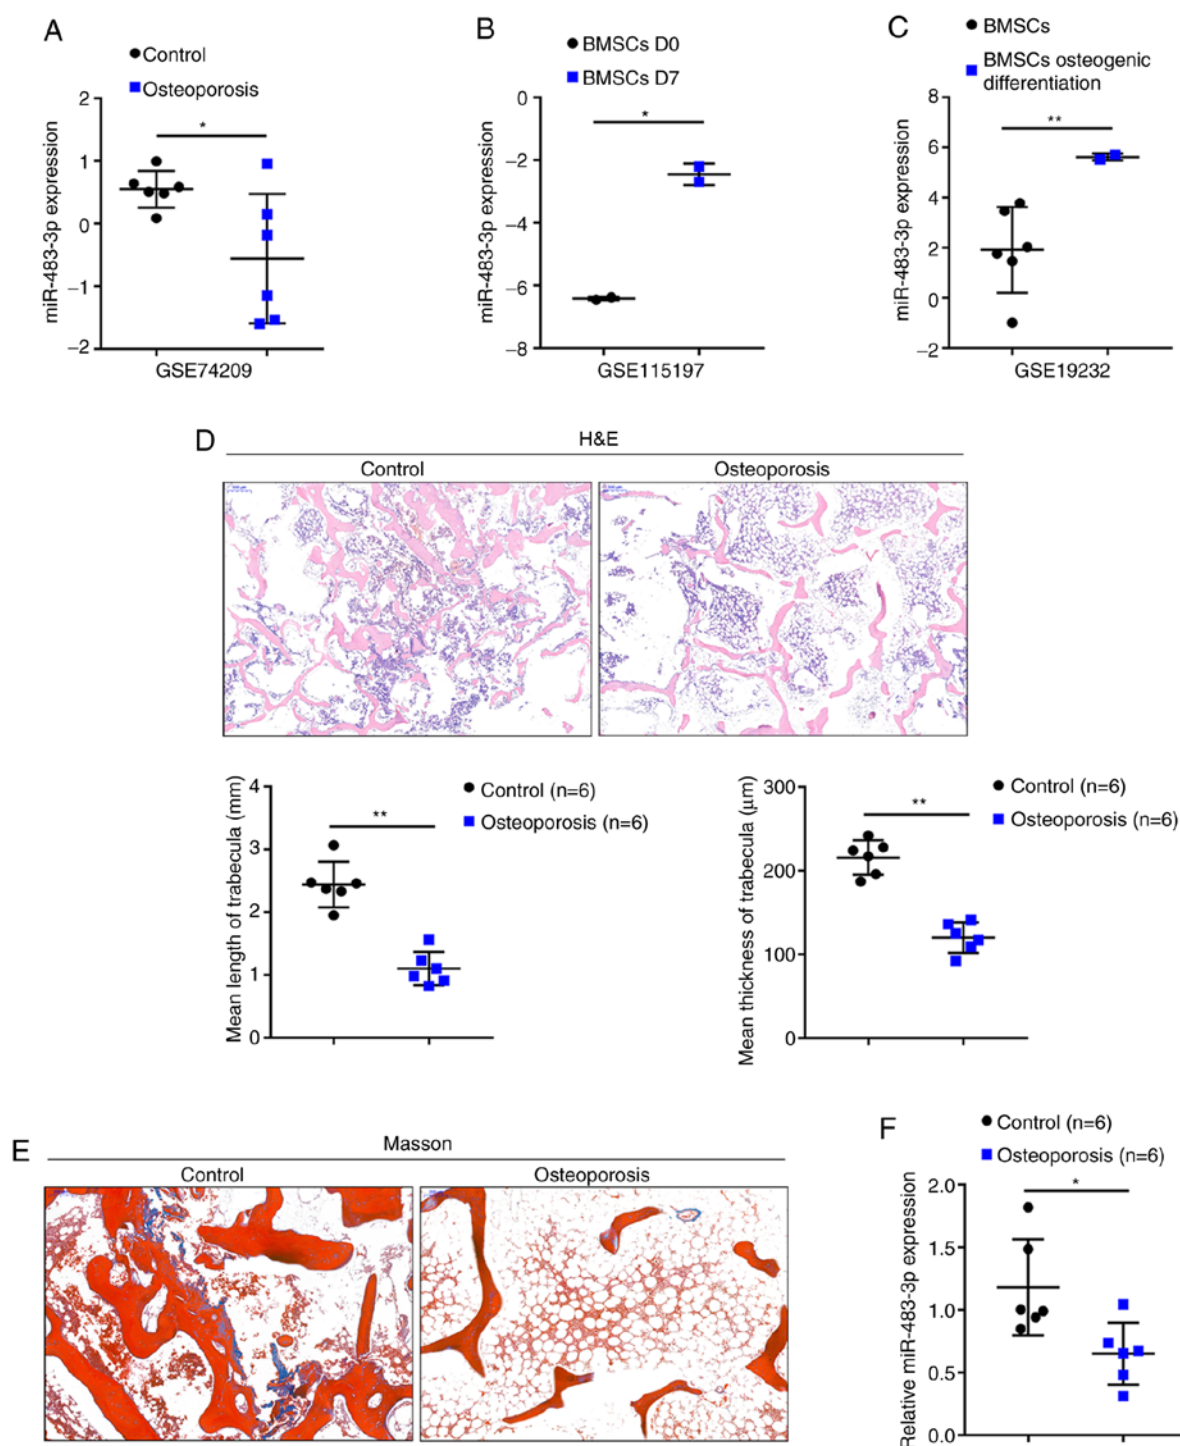 A
Control
Osteoporosis
*
2
1
0
−1
−2
miR-483-3p expression
GSE74209
B
BMSCs D0
BMSCs D7
*
0
−2
−4
−6
−8
miR-483-3p expression
GSE115197
C
BMSCs
BMSCs osteogenic
differentiation
**
8
6
4
2
0
−2
miR-483-3p expression
GSE19232
D
H&E
Control
Osteoporosis
Mean length of trabecula (mm)
4
3
2
1
0
**
Control (n=6)
Osteoporosis (n=6)
Mean thickness of trabecula (μm)
300
200
100
0
**
Control (n=6)
Osteoporosis (n=6)
E
Masson
Control
Osteoporosis
F
Control (n=6)
Osteoporosis (n=6)
*
2.0
1.5
1.0
0.5
0.0
Relative miR-483-3p expression